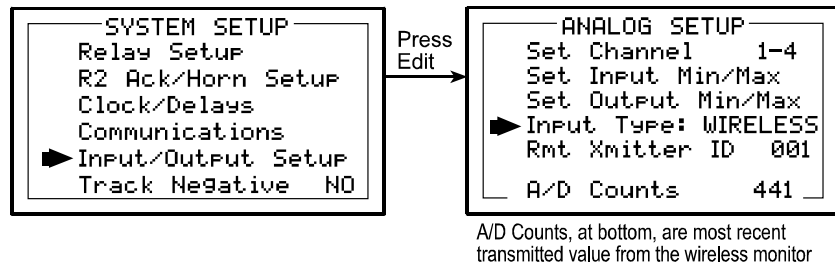 SYSTEM SETUP
Relay Setup
R2 Ack/Horn Setup
Clock/Delays
Communications
Input/Output Setup
Track Negative NO
Press
Edit
ANALOG SETUP
Set Channel 1-4
Set Input Min/Max
Set Output Min/Max
Input Type: WIRELESS
Rmt Xmitter ID 001
A/D Counts 441
A/D Counts, at bottom, are most recent
transmitted value from the wireless monitor